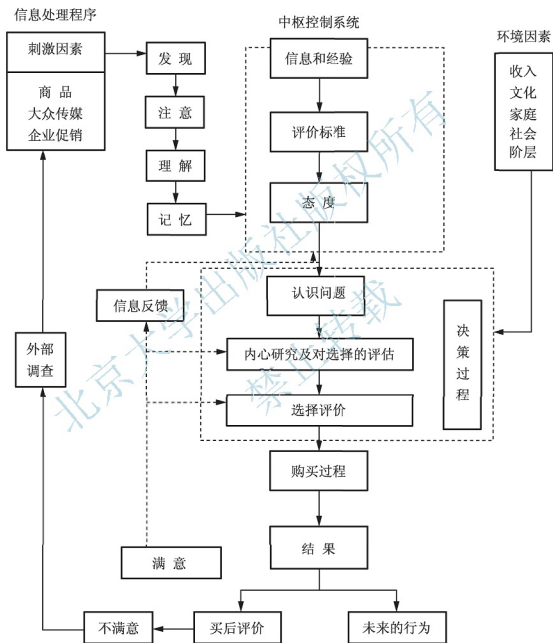 信息处理程序
刺激因素
商 品
大众传媒
企业促销
发 现
注 意
理 解
记 忆
中枢控制系统
信息和经验
评价标准
态 度
环境因素
收入
文化
家庭
社会
阶层
认识问题
内心研究及对选择的评估
选择评价
决
策
过
程
信息反馈
外部
调查
购买过程
结 果
满 意
不满意
买后评价
未来的行为
北京大学出版社版权所有
禁止转载